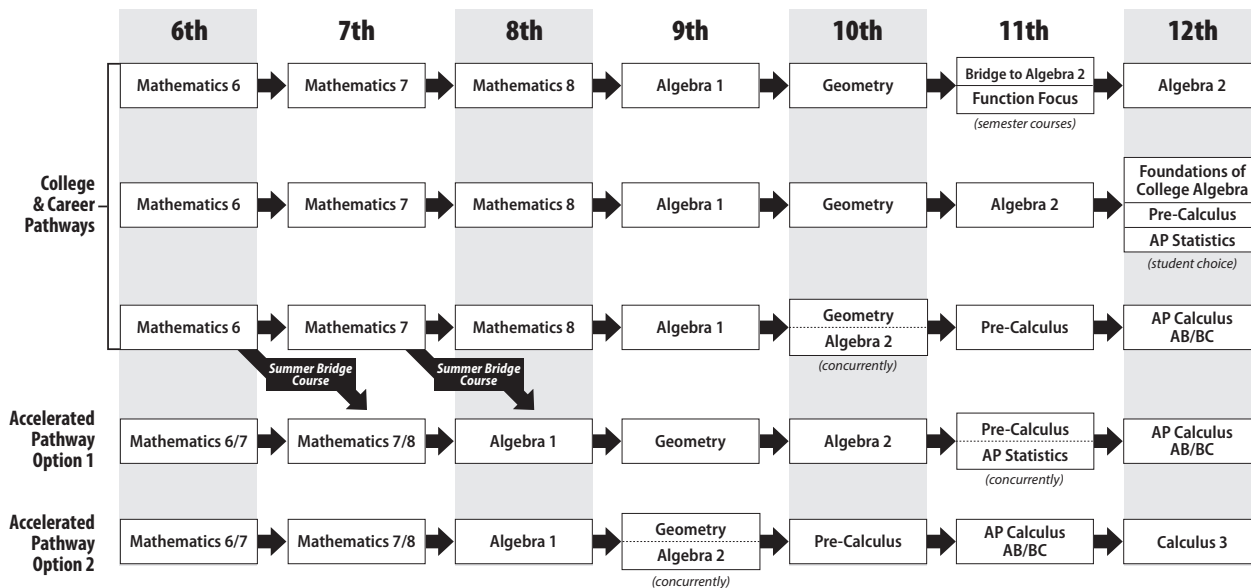 6th 7th 8th 9th 10th 11th 12th
College
& Career
Pathways
Mathematics 6
Mathematics 7
Mathematics 8
Algebra 1
Geometry
Bridge to Algebra 2
Function Focus
(semester courses)
Algebra 2
Mathematics 6
Mathematics 7
Mathematics 8
Algebra 1
Geometry
Algebra 2
Foundations of
College Algebra
Pre-Calculus
AP Statistics
(student choice)
Mathematics 6
Mathematics 7
Mathematics 8
Algebra 1
Geometry
Algebra 2
(concurrently)
Pre-Calculus
AP Calculus
AB/BC
Summer Bridge
Course
Summer Bridge
Course
Accelerated
Pathway
Option 1
Mathematics 6/7
Mathematics 7/8
Algebra 1
Geometry
Algebra 2
Pre-Calculus
AP Statistics
(concurrently)
AP Calculus
AB/BC
Accelerated
Pathway
Option 2
Mathematics 6/7
Mathematics 7/8
Algebra 1
Geometry
Algebra 2
(concurrently)
Pre-Calculus
AP Calculus
AB/BC
Calculus 3